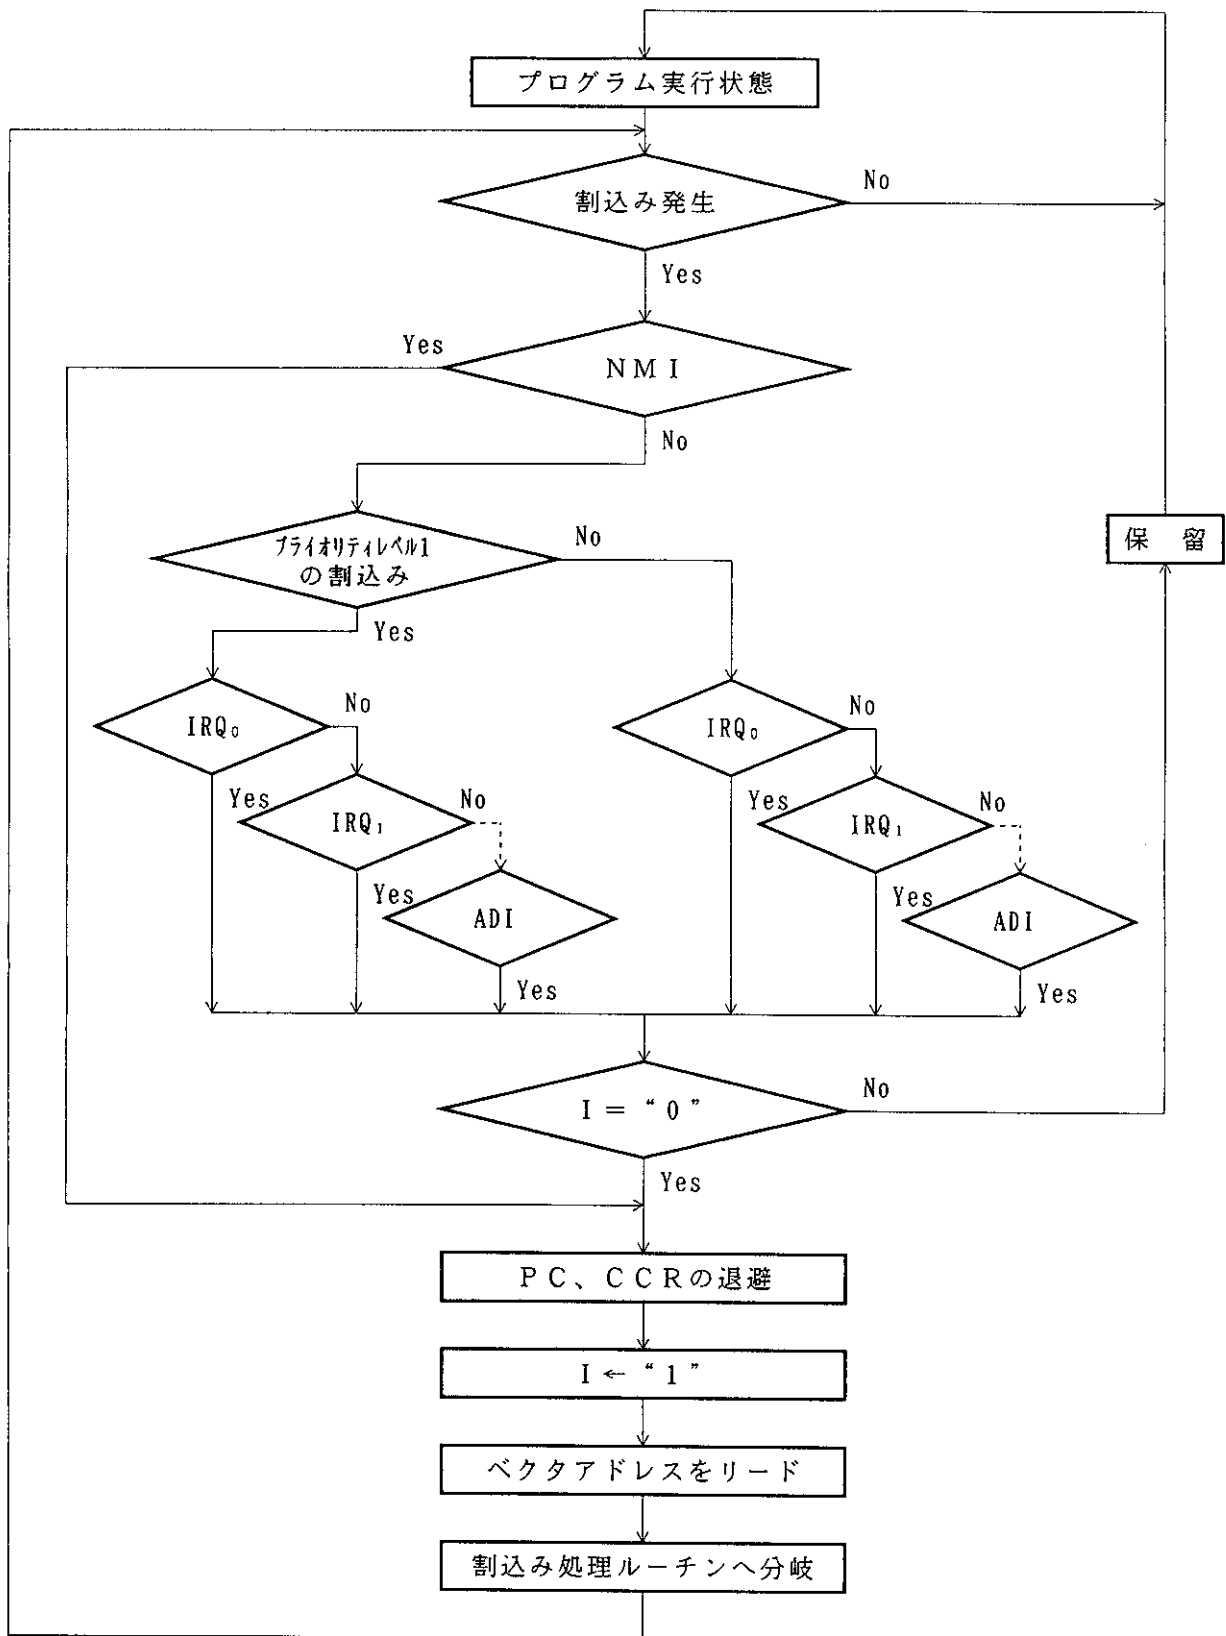 プログラム実行状態
割込み発生
No
Yes
Yes
NMI
No
プライオリティレベル1
の割込み
No
Yes
保 留
IRQ₀
No
IRQ₀
No
Yes
IRQ₁
No
Yes
IRQ₁
No
Yes
ADI
Yes
ADI
Yes
Yes
I = “0”
No
Yes
PC、CCRの退避
I ← “1”
ベクタアドレスをリード
割込み処理ルーチンへ分岐